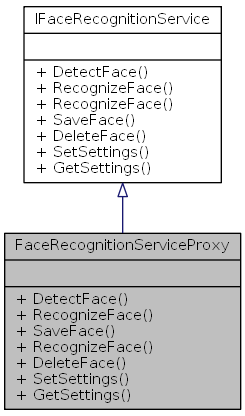 IFaceRecognitionService
+ DetectFace()
+ RecognizeFace()
+ RecognizeFace()
+ SaveFace()
+ DeleteFace()
+ SetSettings()
+ GetSettings()
FaceRecognitionServiceProxy
+ DetectFace()
+ RecognizeFace()
+ SaveFace()
+ RecognizeFace()
+ DeleteFace()
+ SetSettings()
+ GetSettings()